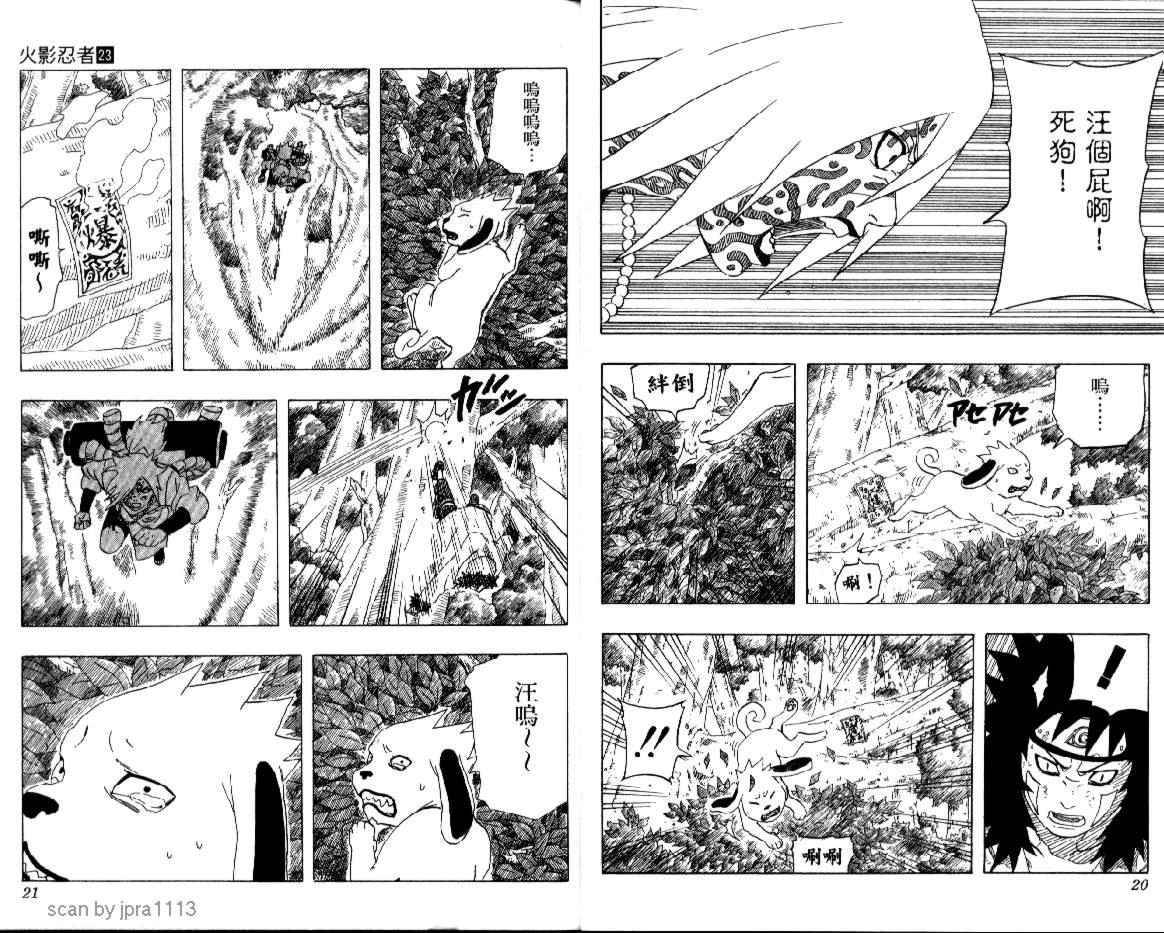 汪個屁啊！
死狗！
嗚……
唰！
絆倒
！
!!
唰唰
20
火影忍者23
嗚嗚嗚嗚…
爆
嘶嘶～
汪嗚～～
21
scan by jpra1113